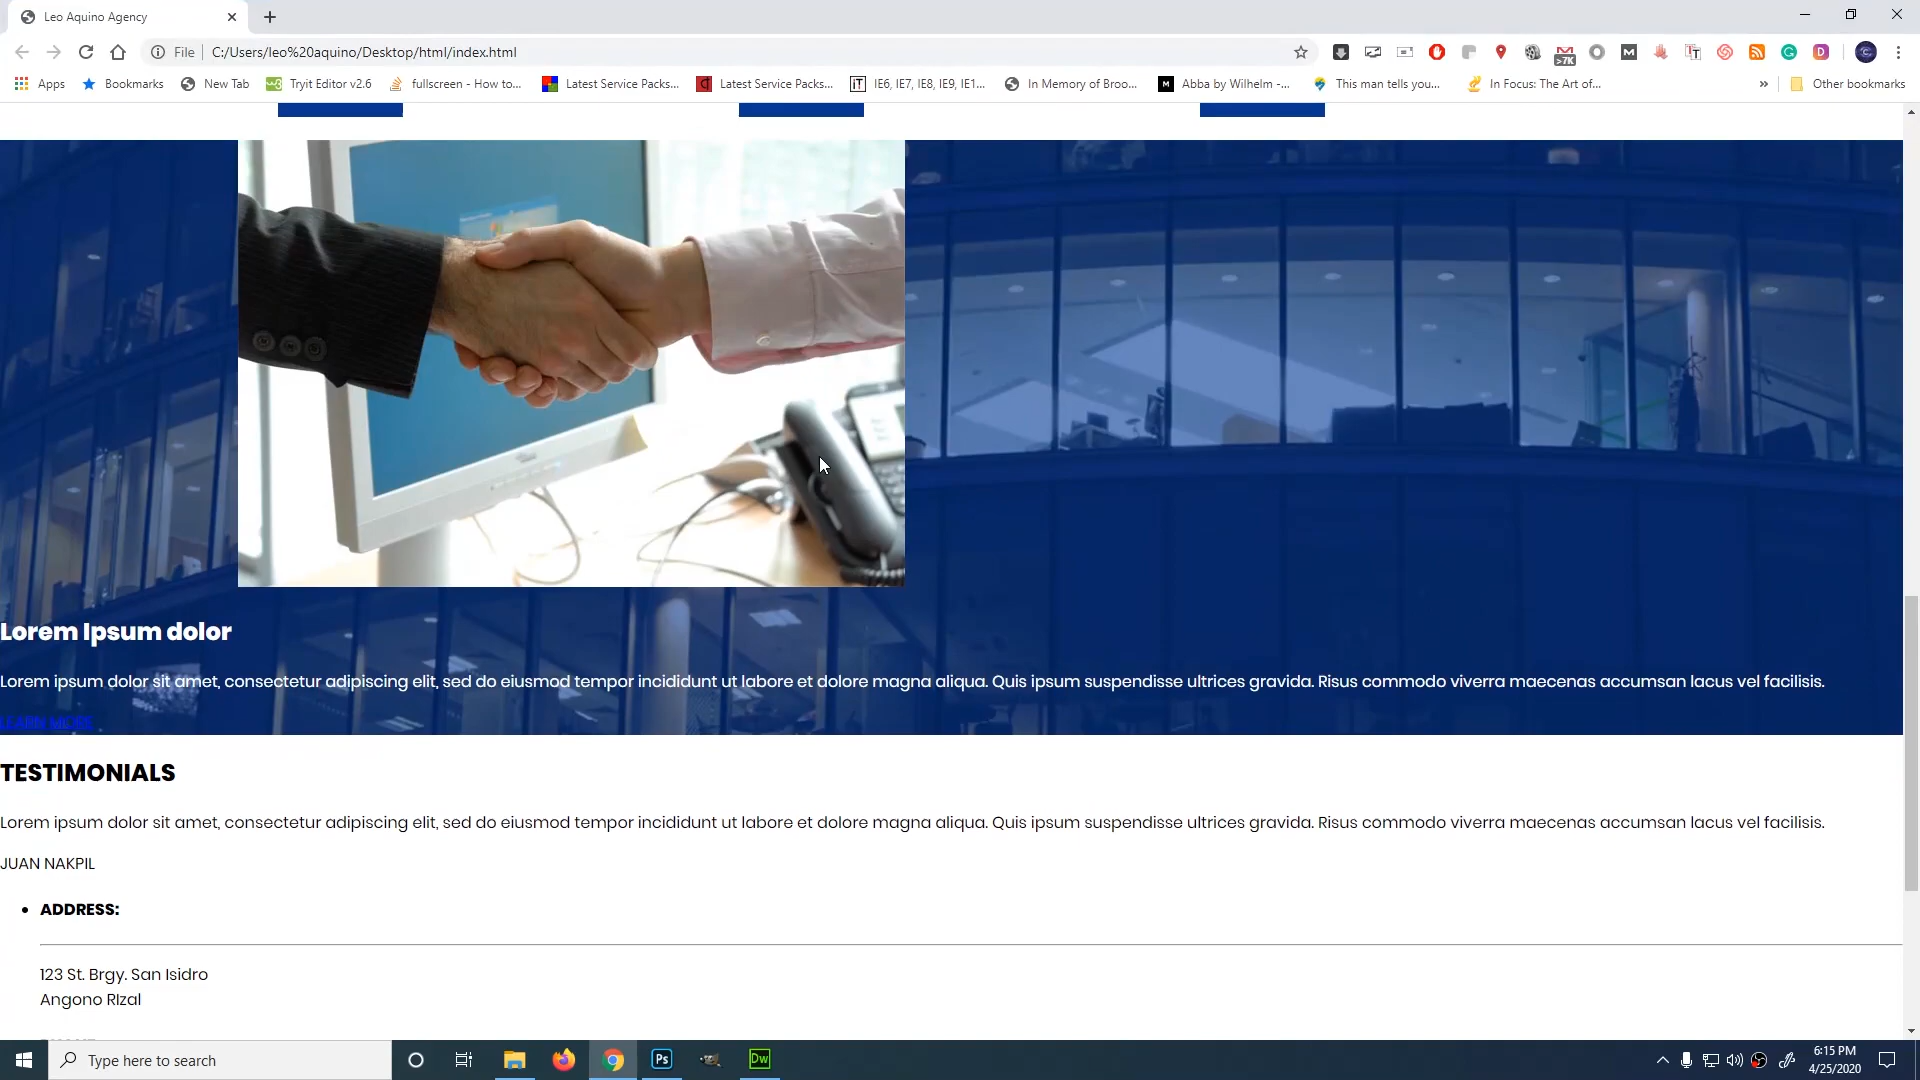 Leo Aquino Agency
File
C:/Users/leo%20aquino/Desktop/html/index.html
>7K
Apps
Bookmarks
New Tab
Tryit Editor v2.6
fullscreen - How to...
Latest Service Packs...
Latest Service Packs...
IE6, IE7, IE8, IE9, IE1...
In Memory of Broo...
Abba by Wilhelm -...
This man tells you...
In Focus: The Art of...
»
Other bookmarks
Lorem Ipsum dolor
Lorem ipsum dolor sit amet, consectetur adipiscing elit, sed do eiusmod tempor incididunt ut labore et dolore magna aliqua. Quis ipsum suspendisse ultrices gravida. Risus commodo viverra maecenas accumsan lacus vel facilisis.
LEARN MORE
TESTIMONIALS
Lorem ipsum dolor sit amet, consectetur adipiscing elit, sed do eiusmod tempor incididunt ut labore et dolore magna aliqua. Quis ipsum suspendisse ultrices gravida. Risus commodo viverra maecenas accumsan lacus vel facilisis.
JUAN NAKPIL
• ADDRESS:
123 St. Brgy. San Isidro
Angono RIzal
Type here to search
Ps
Dw
6:15 PM
4/25/2020